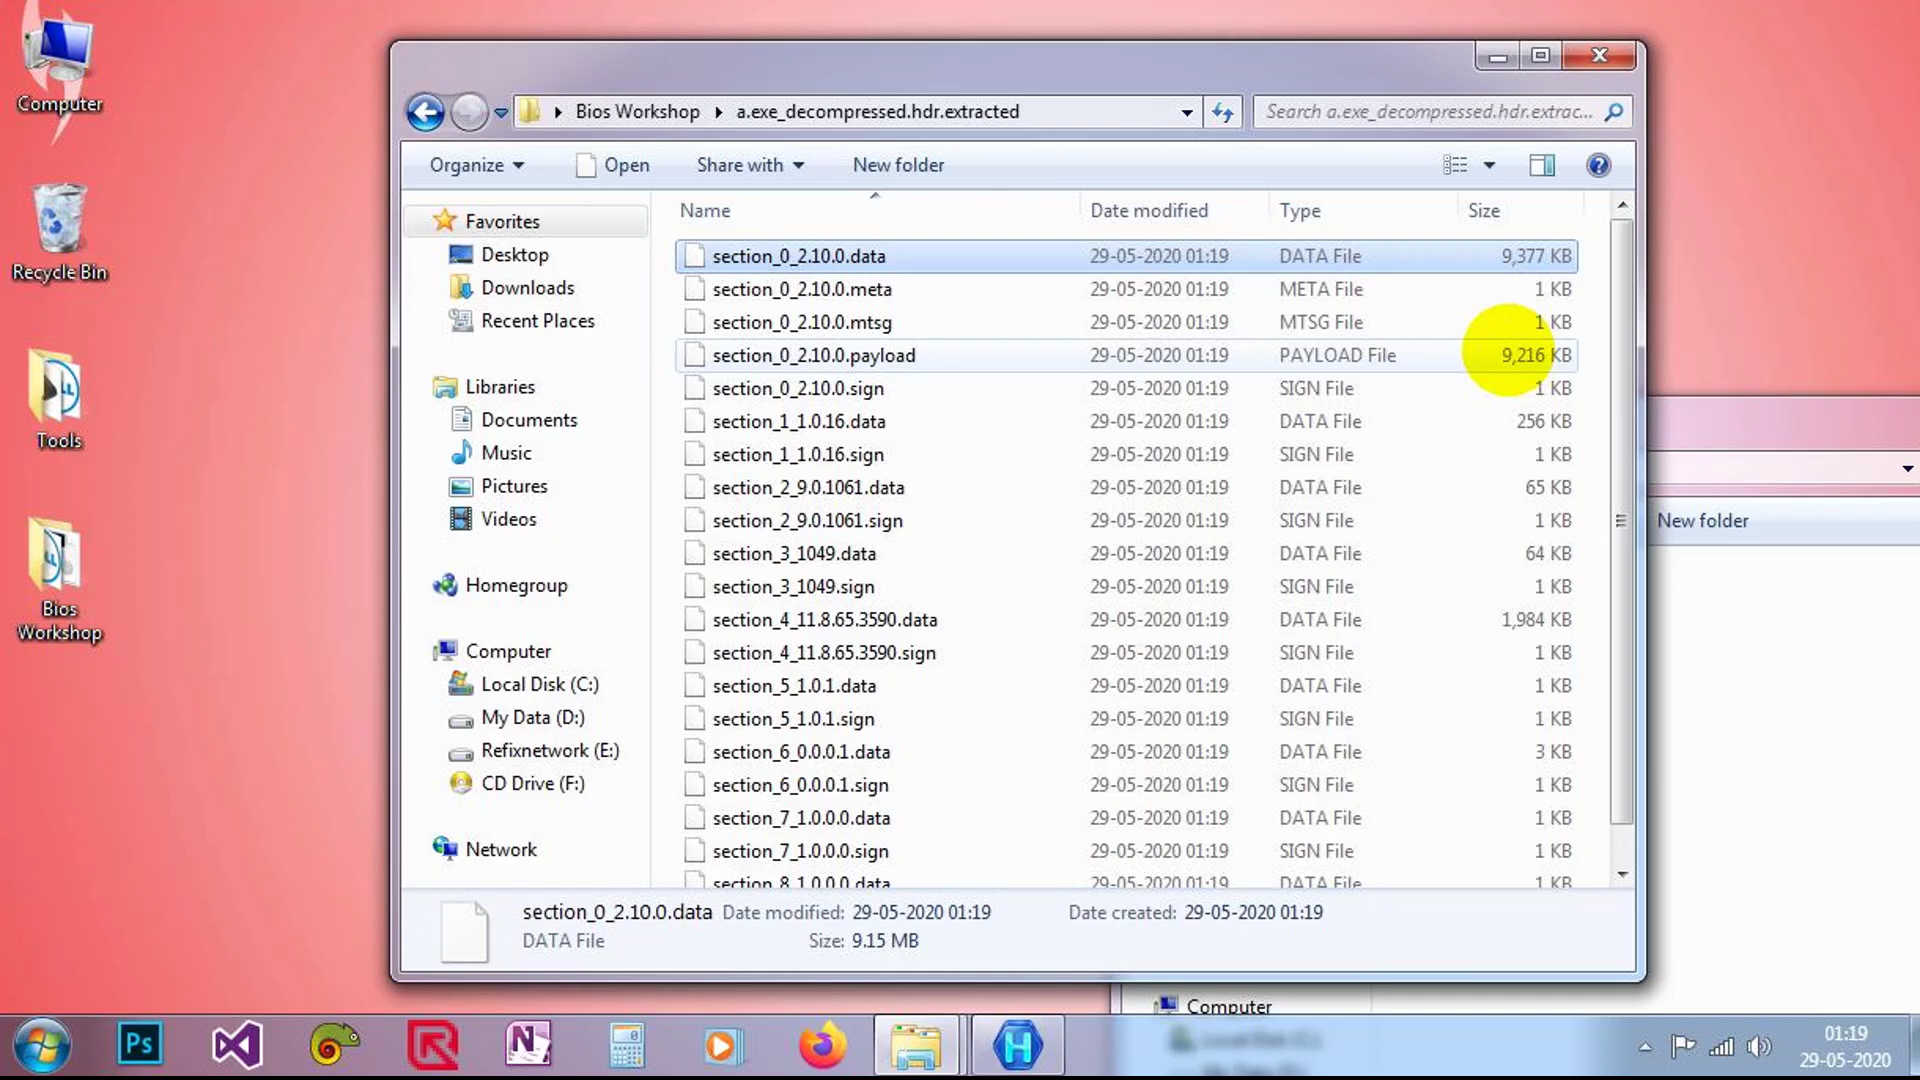 Computer
Recycle Bin
Tools
Bios
Workshop
Bios Workshop
a.exe_decompressed.hdr.extracted
Search a.exe_decompressed.hdr.extrac...
Organize
Open
Share with
New folder
Favorites
Desktop
Downloads
Recent Places
Libraries
Documents
Music
Pictures
Videos
Homegroup
Computer
Local Disk (C:)
My Data (D:)
Refixnetwork (E:)
CD Drive (F:)
Network
Name Date modified Type Size
section_0_2.10.0.data 29-05-2020 01:19 DATA File 9,377 KB
section_0_2.10.0.meta 29-05-2020 01:19 META File 1 KB
section_0_2.10.0.mtsg 29-05-2020 01:19 MTSG File 1 KB
section_0_2.10.0.payload 29-05-2020 01:19 PAYLOAD File 9,216 KB
section_0_2.10.0.sign 29-05-2020 01:19 SIGN File 1 KB
section_1_1.0.16.data 29-05-2020 01:19 DATA File 256 KB
section_1_1.0.16.sign 29-05-2020 01:19 SIGN File 1 KB
section_2_9.0.1061.data 29-05-2020 01:19 DATA File 65 KB
section_2_9.0.1061.sign 29-05-2020 01:19 SIGN File 1 KB
section_3_1049.data 29-05-2020 01:19 DATA File 64 KB
section_3_1049.sign 29-05-2020 01:19 SIGN File 1 KB
section_4_11.8.65.3590.data 29-05-2020 01:19 DATA File 1,984 KB
section_4_11.8.65.3590.sign 29-05-2020 01:19 SIGN File 1 KB
section_5_1.0.1.data 29-05-2020 01:19 DATA File 1 KB
section_5_1.0.1.sign 29-05-2020 01:19 SIGN File 1 KB
section_6_0.0.0.1.data 29-05-2020 01:19 DATA File 3 KB
section_6_0.0.0.1.sign 29-05-2020 01:19 SIGN File 1 KB
section_7_1.0.0.0.data 29-05-2020 01:19 DATA File 1 KB
section_7_1.0.0.0.sign 29-05-2020 01:19 SIGN File 1 KB
section_8_1.0.0.0.data 29-05-2020 01:19 DATA File 1 KB
section_0_2.10.0.data Date modified: 29-05-2020 01:19 Date created: 29-05-2020 01:19
DATA File Size: 9.15 MB
New folder
Computer
Ps
N
H
01:19
29-05-2020